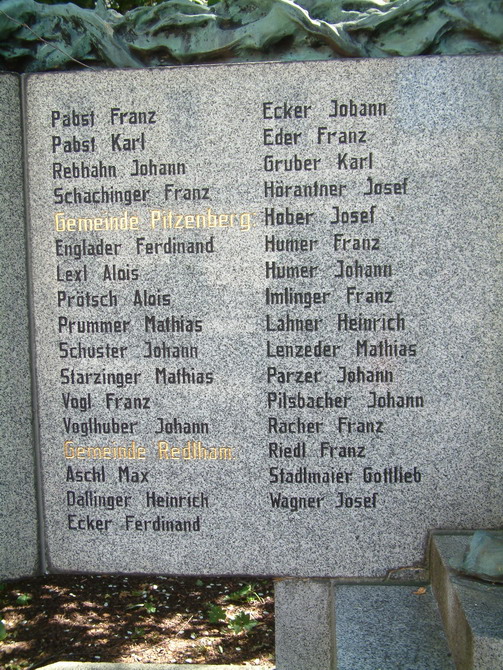 Pabst Franz
Pabst Karl
Rebhahn Johann
Schachinger Franz
Gemeinde Pitzenberg.
Englader Ferdinand
Lexl Alois
Prötsch Alois
Prummer Mathias
Schuster Johann
Starzinger Mathias
Vogl Franz
Voglhuber Johann
Gemeinde Redlham.
Aschl Max
Dallinger Heinrich
Ecker Ferdinand
Ecker Johann
Eder Franz
Gruber Karl
Hörantner Josef
Hober Josef
Humer Franz
Humer Johann
Imlinger Franz
Lahner Heinrich
Lenzeder Mathias
Parzer Johann
Pilsbacher Johann
Racher Franz
Riedl Franz
Stadlmaier Gottlieb
Wagner Josef